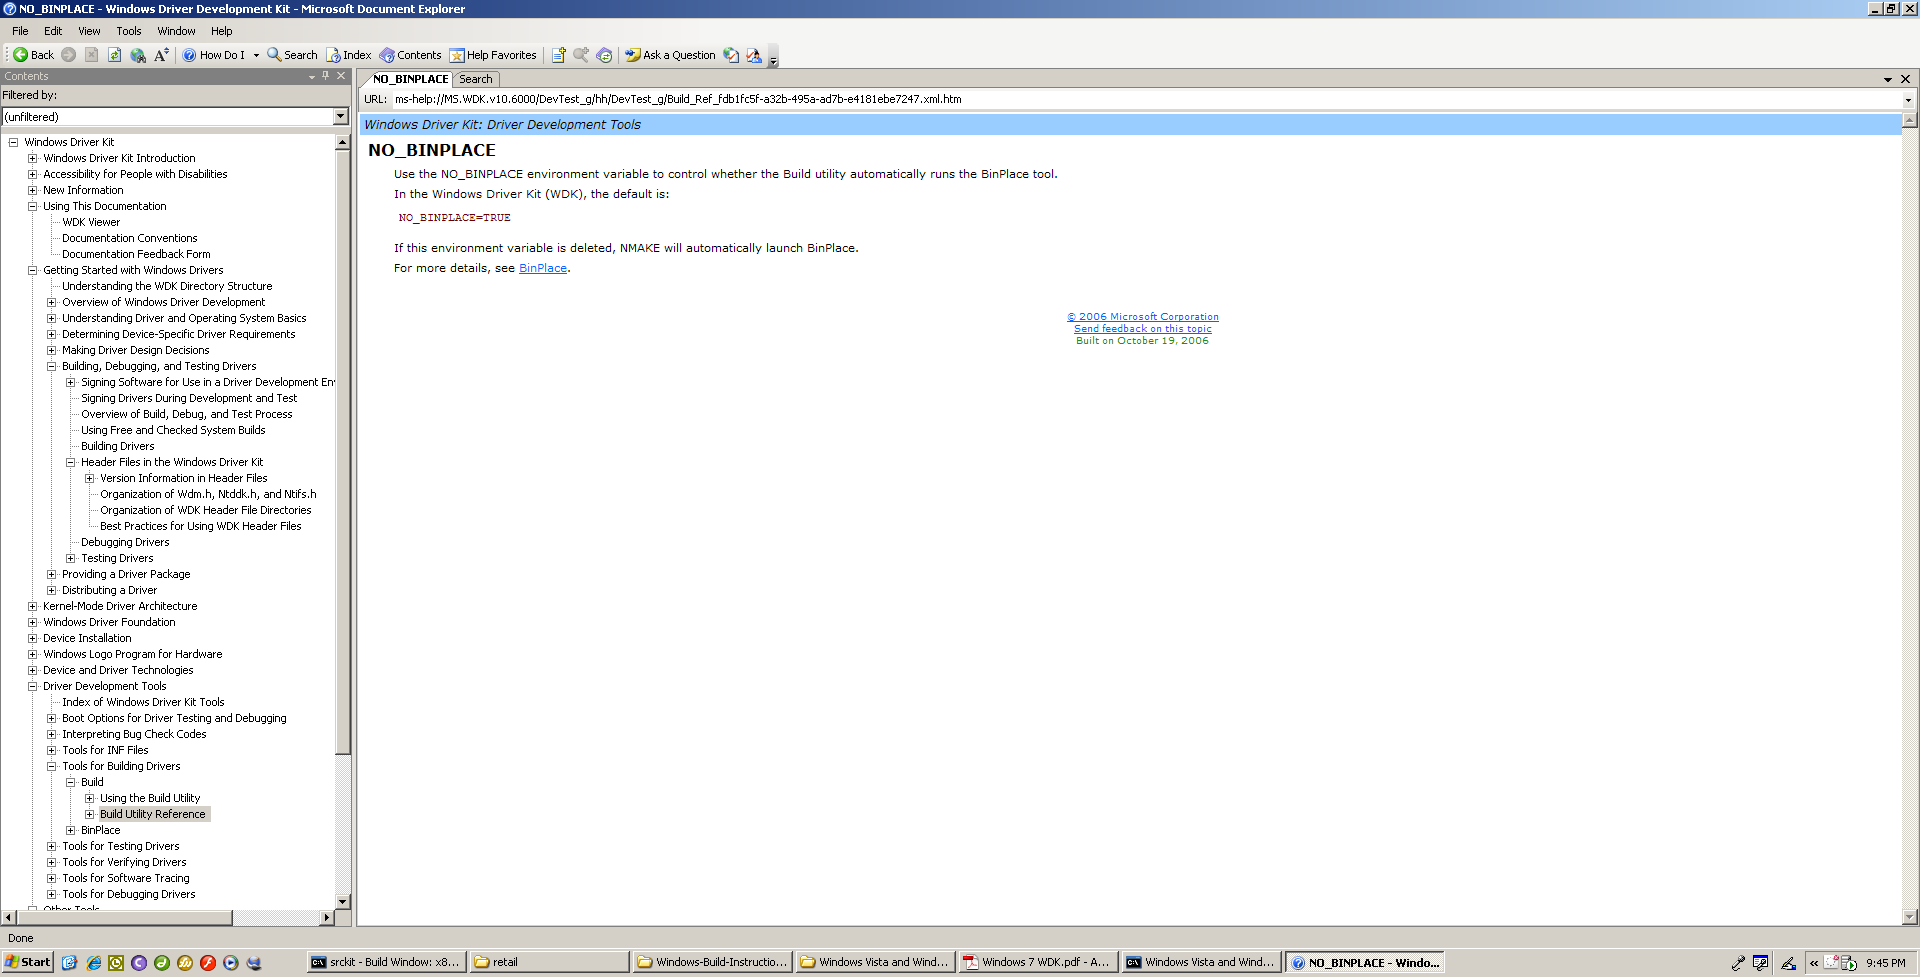 NO_BINPLACE - Windows Driver Development Kit - Microsoft Document Explorer
File Edit View Tools Window Help
Back How Do I Search Index Contents Help Favorites Ask a Question
Contents
Filtered by:
(unfiltered)
Windows Driver Kit
Windows Driver Kit Introduction
Accessibility for People with Disabilities
New Information
Using This Documentation
WDK Viewer
Documentation Conventions
Documentation Feedback Form
Getting Started with Windows Drivers
Understanding the WDK Directory Structure
Overview of Windows Driver Development
Understanding Driver and Operating System Basics
Determining Device-Specific Driver Requirements
Making Driver Design Decisions
Building, Debugging, and Testing Drivers
Signing Software for Use in a Driver Development En
Signing Drivers During Development and Test
Overview of Build, Debug, and Test Process
Using Free and Checked System Builds
Building Drivers
Header Files in the Windows Driver Kit
Version Information in Header Files
Organization of Wdm.h, Ntddk.h, and Ntifs.h
Organization of WDK Header File Directories
Best Practices for Using WDK Header Files
Debugging Drivers
Testing Drivers
Providing a Driver Package
Distributing a Driver
Kernel-Mode Driver Architecture
Windows Driver Foundation
Device Installation
Windows Logo Program for Hardware
Device and Driver Technologies
Driver Development Tools
Index of Windows Driver Kit Tools
Boot Options for Driver Testing and Debugging
Interpreting Bug Check Codes
Tools for INF Files
Tools for Building Drivers
Build
Using the Build Utility
Build Utility Reference
BinPlace
Tools for Testing Drivers
Tools for Verifying Drivers
Tools for Software Tracing
Tools for Debugging Drivers
Other Tools
NO_BINPLACE Search
URL: ms-help://MS.WDK.v10.6000/DevTest_g/hh/DevTest_g/Build_Ref_fdb1fc5f-a32b-495a-ad7b-e4181ebe7247.xml.htm
Windows Driver Kit: Driver Development Tools
NO_BINPLACE
Use the NO_BINPLACE environment variable to control whether the Build utility automatically runs the BinPlace tool.
In the Windows Driver Kit (WDK), the default is:
NO_BINPLACE=TRUE
If this environment variable is deleted, NMAKE will automatically launch BinPlace.
For more details, see BinPlace.
© 2006 Microsoft Corporation
Send feedback on this topic
Built on October 19, 2006
Done
Start srckit - Build Window: x8... retail Windows-Build-Instructio... Windows Vista and Wind... Windows 7 WDK.pdf - A... Windows Vista and Wind... NO_BINPLACE - Windo... « 9:45 PM